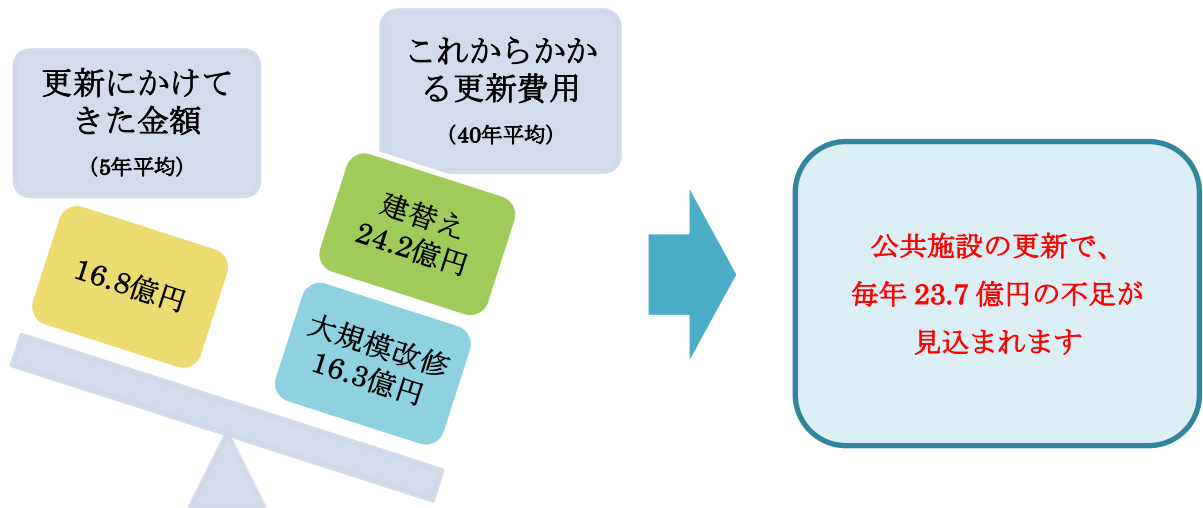 更新にかけて
きた金額
（5年平均）
16.8億円
これからかか
る更新費用
（40年平均）
建替え
24.2億円
大規模改修
16.3億円
公共施設の更新で、
毎年 23.7 億円の不足が
見込まれます